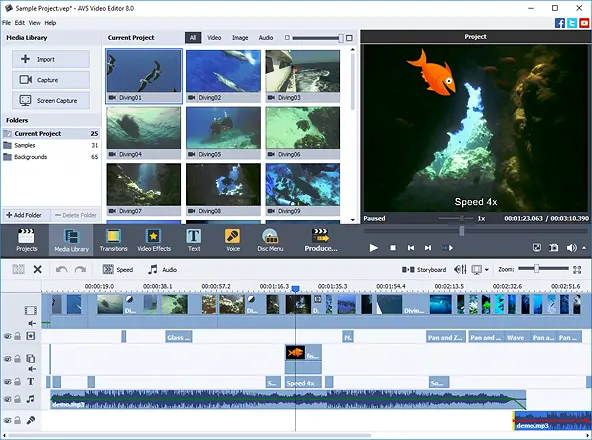 Sample Project.vep* - AVS Video Editor 8.0
File Edit View Help
Media Library
Current Project
All Video Image Audio
Project
Import
Capture
Screen Capture
Folders
Current Project 25
Samples 31
Backgrounds 65
Add Folder
Delete Folder
Diving01 Diving02 Diving03
Diving04 Diving05 Diving06
Diving07 Diving08 Diving09
Speed 4x
Paused 1x 00:01:23.063 / 00:03:10.390
Projects Media Library Transitions Video Effects Text Voice Disc Menu Produce...
Speed Audio Storyboard Zoom:
00:00:19.0 00:00:38.1 00:00:57.2 00:01:16.3 00:01:35.3 00:01:54.4 00:02:13.5 00:02:32.6 00:02:51.6
Di... D. Divin...
Glass ... H. Pan and Z... Pan and ... Wave Pan a... Pan ...
S... Speed 4x So...
demo.mp3
demo.mp3